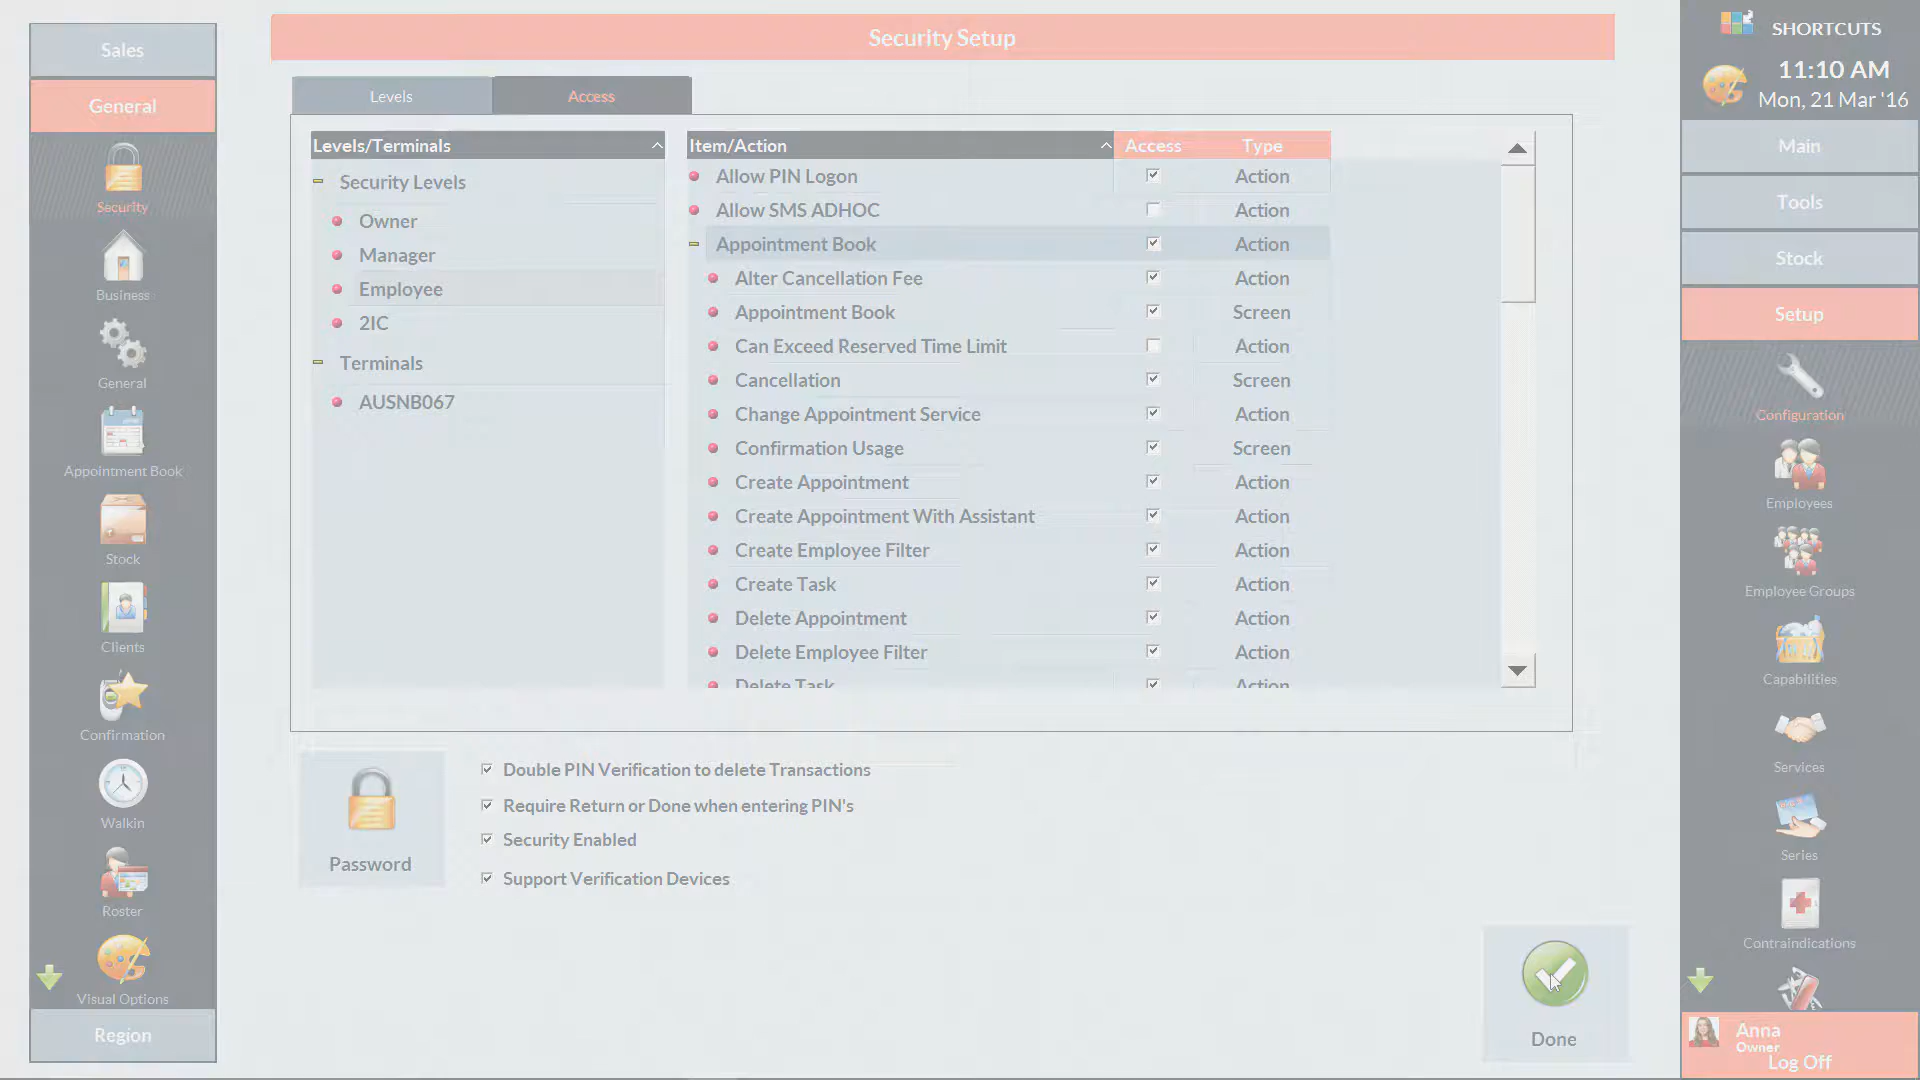 Sales
General
Security
Business
General
Appointment Book
Stock
Clients
Confirmation
Walkin
Roster
Visual Options
Region
Security Setup
Levels
Access
Levels/Terminals
Security Levels
Owner
Manager
Employee
2IC
Terminals
AUSNB067
Item/Action Access Type
Allow PIN Logon Action
Allow SMS ADHOC Action
Appointment Book Action
Alter Cancellation Fee Action
Appointment Book Screen
Can Exceed Reserved Time Limit Action
Cancellation Screen
Change Appointment Service Action
Confirmation Usage Screen
Create Appointment Action
Create Appointment With Assistant Action
Create Employee Filter Action
Create Task Action
Delete Appointment Action
Delete Employee Filter Action
Delete Task Action
Password
Double PIN Verification to delete Transactions
Require Return or Done when entering PIN's
Security Enabled
Support Verification Devices
Done
SHORTCUTS
11:10 AM
Mon, 21 Mar '16
Main
Tools
Stock
Setup
Configuration
Employees
Employee Groups
Capabilities
Services
Series
Contraindications
Anna
Owner
Log Off